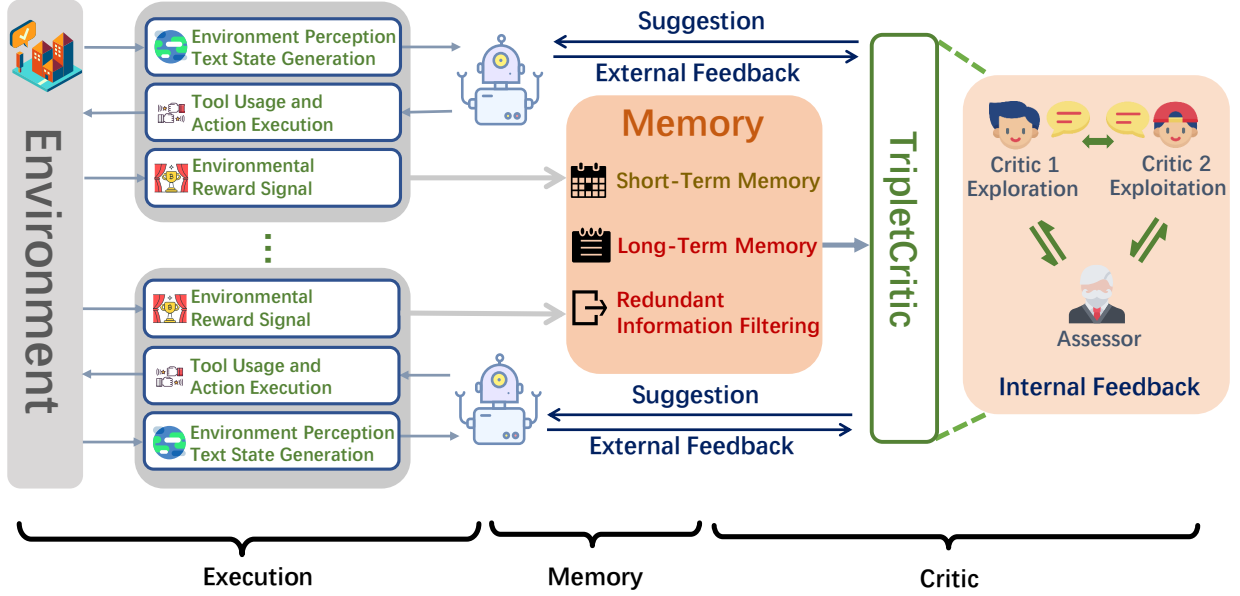 Environment
Environment Perception
Text State Generation
Tool Usage and
Action Execution
Environmental
Reward Signal
Environmental
Reward Signal
Tool Usage and
Action Execution
Environment Perception
Text State Generation
Suggestion
External Feedback
Memory
Short-Term Memory
Long-Term Memory
Redundant
Information Filtering
Suggestion
External Feedback
TripletCritic
Critic 1
Exploration
Critic 2
Exploitation
Assessor
Internal Feedback
Execution
Memory
Critic